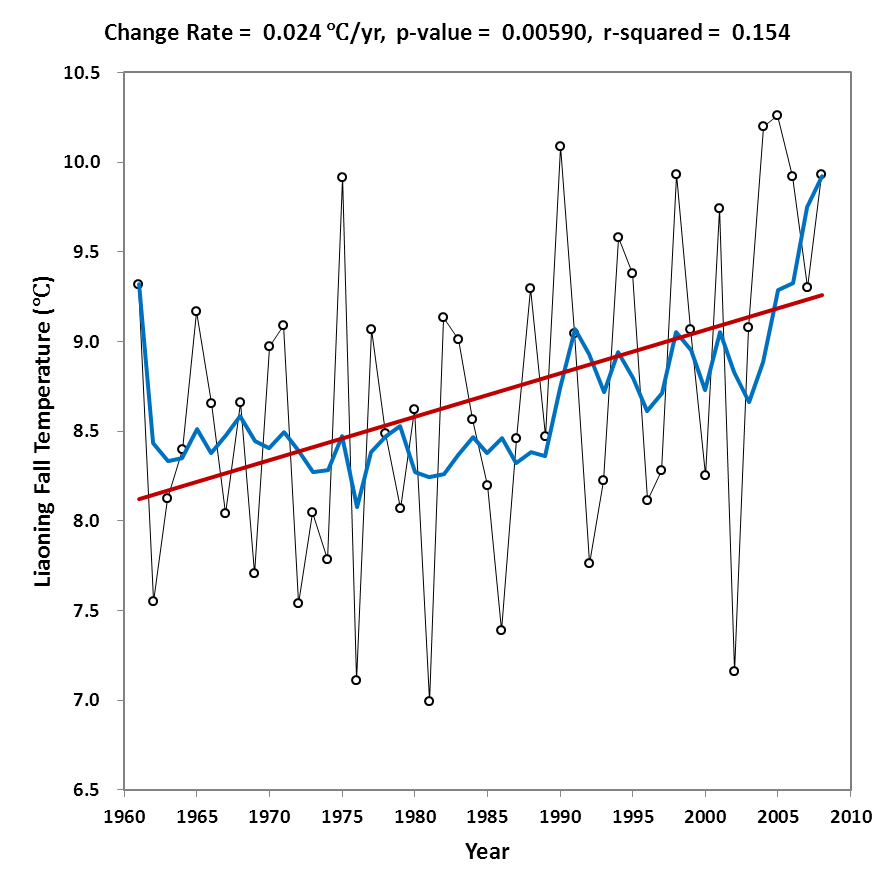 Change Rate = 0.024 ℃/yr, p-value = 0.00590, r-squared = 0.154
10.5
10.0
9.5
9.0
8.5
8.0
7.5
7.0
6.5
Liaoning Fall Temperature (℃)
1960 1965 1970 1975 1980 1985 1990 1995 2000 2005 2010
Year